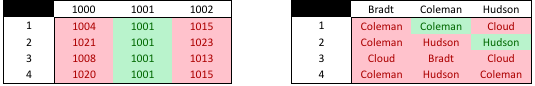 1000 1001 1002 Bradt Coleman Hudson
1 1004 1001 1015 1 Coleman Coleman Cloud
2 1021 1001 1023 2 Coleman Hudson Hudson
3 1008 1001 1013 3 Cloud Bradt Cloud
4 1020 1001 1015 4 Coleman Hudson Coleman